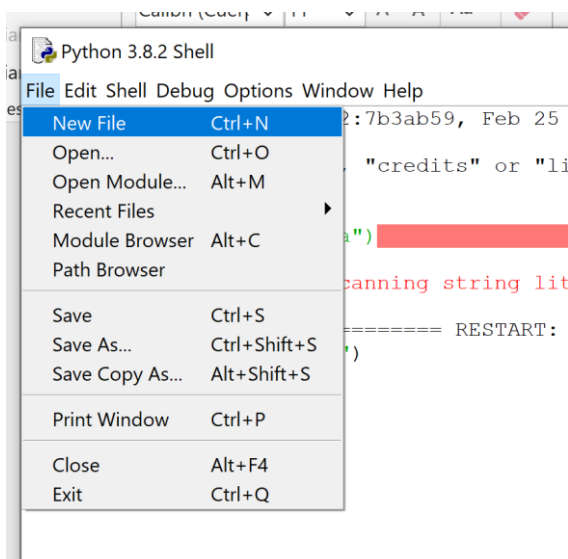 Calibri (Cuerp
Python 3.8.2 Shell
File Edit Shell Debug Options Window Help
New File Ctrl+N
2:7b3ab59, Feb 25
Open... Ctrl+O
, "credits" or "li
Open Module... Alt+M
Recent Files
Module Browser Alt+C
a")
Path Browser
canning string lit
Save Ctrl+S
======== RESTART:
Save As... Ctrl+Shift+S
")
Save Copy As... Alt+Shift+S
Print Window Ctrl+P
Close Alt+F4
Exit Ctrl+Q